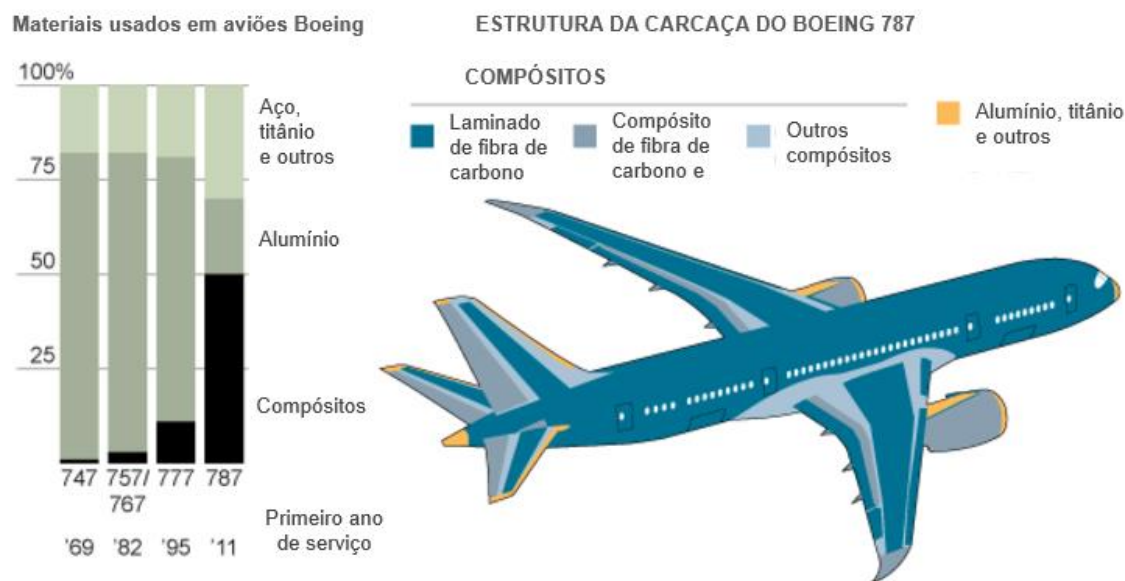 Materiais usados em aviões Boeing
100%
75
50
25
Aço,
titânio
e outros
Alumínio
Compósitos
747 757/ 777 787
767
'69 '82 '95 '11
Primeiro ano
de serviço
ESTRUTURA DA CARCAÇA DO BOEING 787
COMPÓSITOS
Laminado
de fibra de
carbono
Compósito
de fibra de
carbono e
Outros
compósitos
Alumínio, titânio
e outros